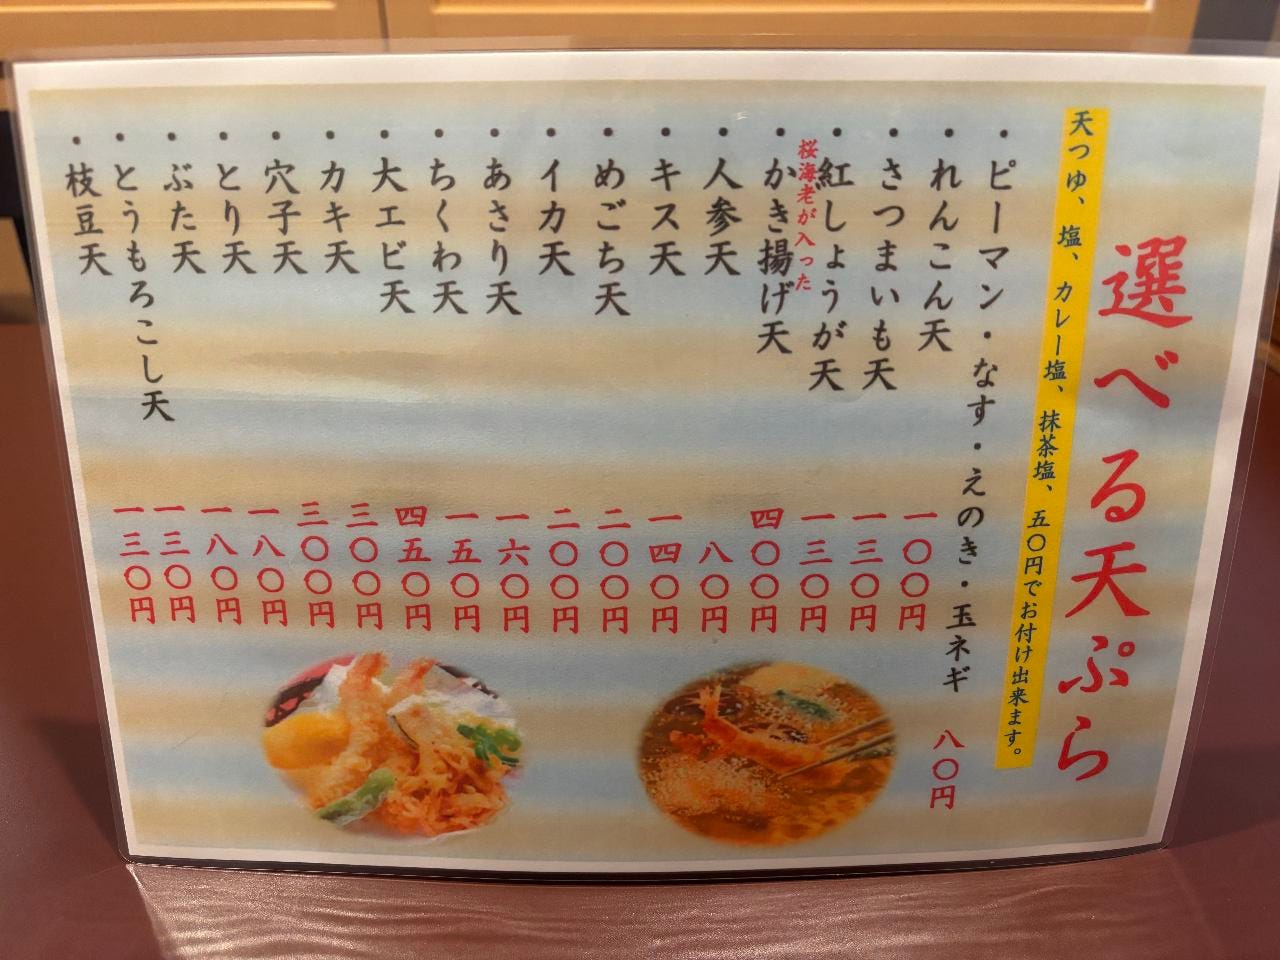 選べる天ぷら
天つゆ、塩、カレー塩、抹茶塩、五〇円でお付け出来ます。
・ピーマン・なす・えのき・玉ネギ 八〇円
・れんこん天 一〇〇円
・さつまいも天 一三〇円
・紅しょうが天 一三〇円
桜海老が入った
・かき揚げ天 四〇〇円
・人参天 八〇円
・キス天 一四〇円
・めごち天 二〇〇円
・イカ天 二〇〇円
・あさり天 一六〇円
・ちくわ天 一五〇円
・大エビ天 四五〇円
・カキ天 三〇〇円
・穴子天 三〇〇円
・とり天 一八〇円
・ぶた天 一八〇円
・とうもろこし天 一三〇円
・枝豆天 一三〇円